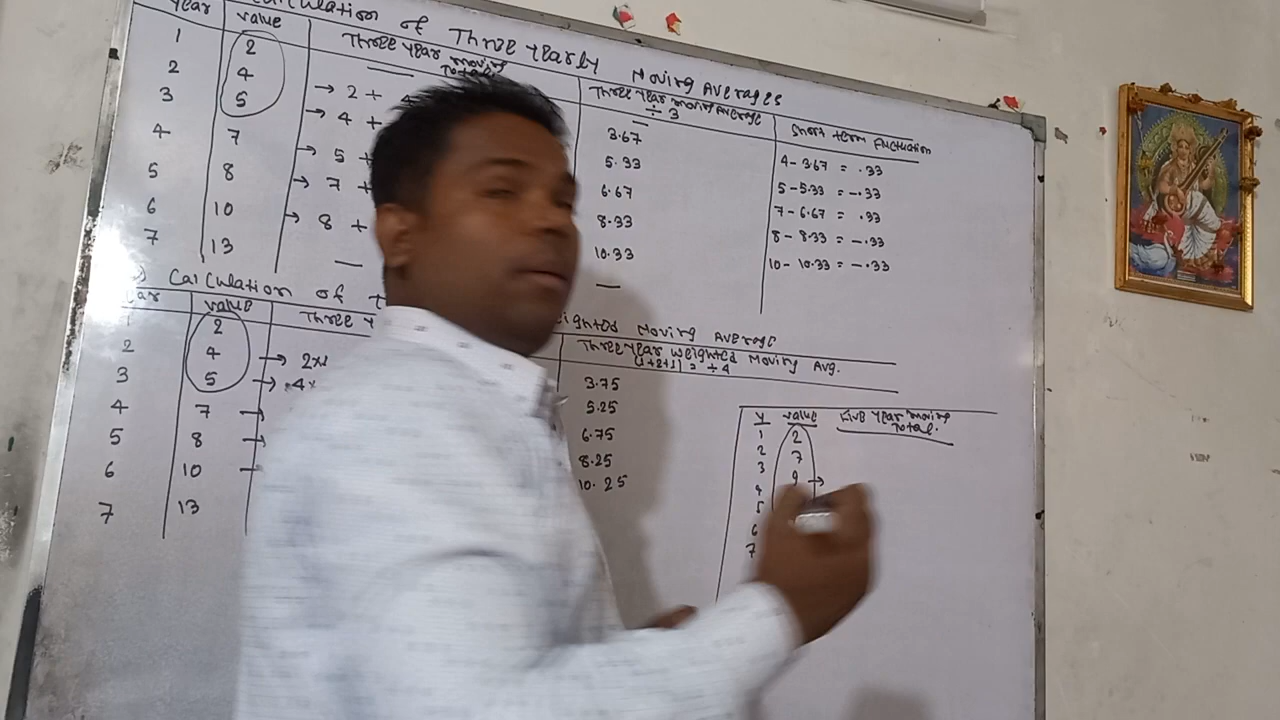 Year value Three year moving Total Three year moving Average ÷ 3 Short term fluctuation
Calculation of Three Yearly Moving Averages
1 2
2 4 → 2 + 4 3.67 4 - 3.67 = .33
3 5 → 4 + 5.33 5 - 5.33 = -.33
4 7 → 5 + 6.67 7 - 6.67 = .33
5 8 → 7 + 8.33 8 - 8.33 = -.33
6 10 → 8 + 10.33 10 - 10.33 = -.33
7 13
Calculation of t eighted Moving Average
ar value Three y Three year weighted Moving Avg.
(1+2+1) = ÷ 4
1 2
2 4 → 2× 3.75
3 5 → 4× 5.25
4 7 → 6.75
5 8 → 8.25
6 10 → 10.25
7 13
Y value Five year moving
Total.
1 2
2 7
3 9 →
4
5
6
7